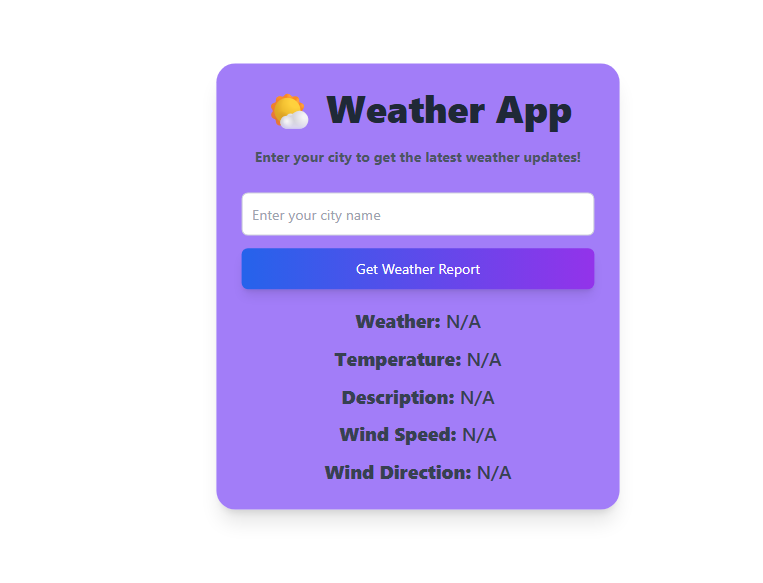 Weather App
Enter your city to get the latest weather updates!
Enter your city name
Get Weather Report
Weather: N/A
Temperature: N/A
Description: N/A
Wind Speed: N/A
Wind Direction: N/A